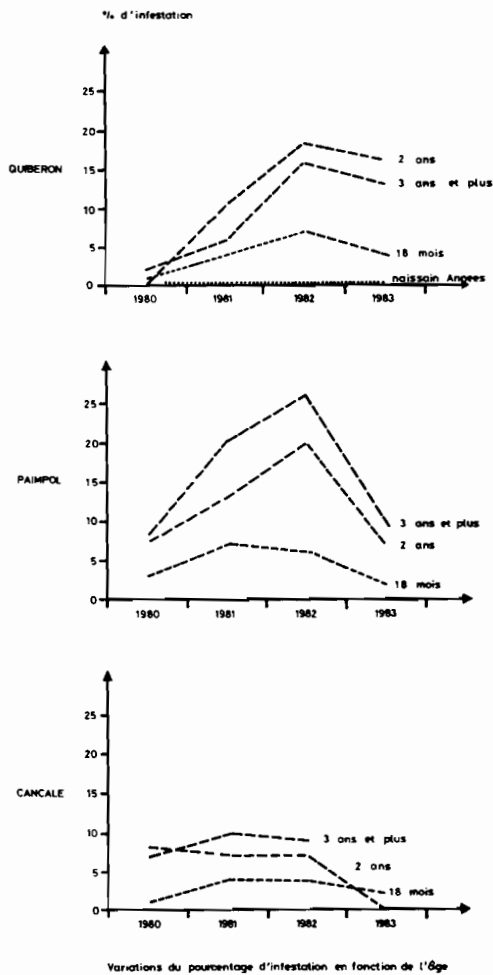 % d'infestation
25
20
15
10
5
0
QUIBERON
2 ans
3 ans et plus
18 mois
naissain Années
1980 1981 1982 1983
25
20
15
10
5
0
PAIMPOL
3 ans et plus
2 ans
18 mois
1980 1981 1982 1983
25
20
15
10
5
0
CANCALE
3 ans et plus
2 ans
18 mois
1980 1981 1982 1983
Variations du pourcentage d'infestation en fonction de l'âge